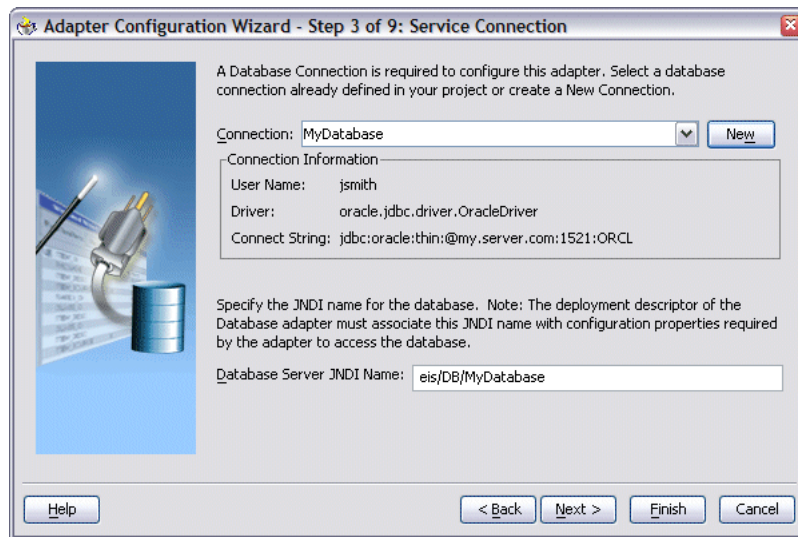 Adapter Configuration Wizard - Step 3 of 9: Service Connection
A Database Connection is required to configure this adapter. Select a database
connection already defined in your project or create a New Connection.
Connection: MyDatabase New
Connection Information
User Name: jsmith
Driver: oracle.jdbc.driver.OracleDriver
Connect String: jdbc:oracle:thin:@my.server.com:1521:ORCL
Specify the JNDI name for the database. Note: The deployment descriptor of the
Database adapter must associate this JNDI name with configuration properties required
by the adapter to access the database.
Database Server JNDI Name: eis/DB/MyDatabase
Help < Back Next > Finish Cancel